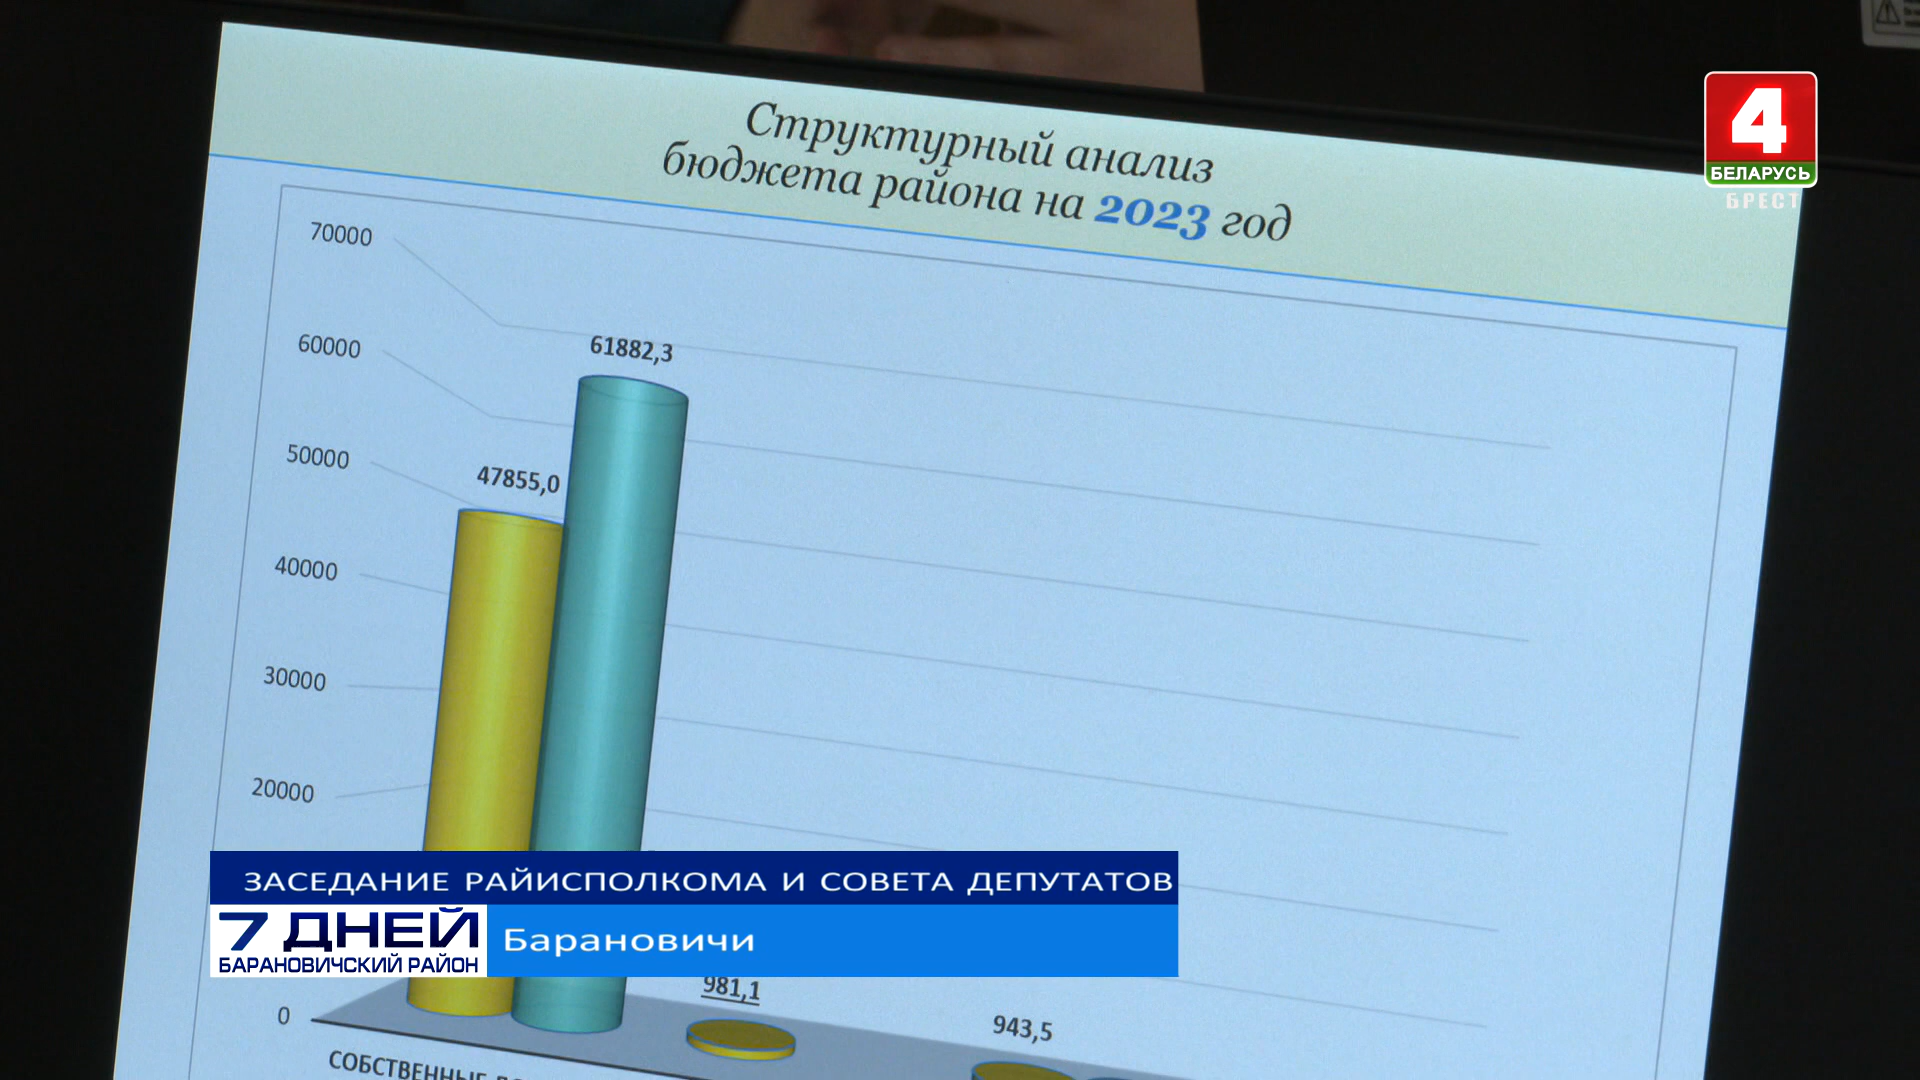 Структурный анализ
бюджета района на 2023 год
4
БЕЛАРУСЬ
БРЕСТ
70000
60000
50000
40000
30000
20000
0
61882,3
47855,0
981,1
943,5
СОБСТВЕННЫЕ
ЗАСЕДАНИЕ РАЙИСПОЛКОМА И СОВЕТА ДЕПУТАТОВ
7 ДНЕЙ
БАРАНОВИЧСКИЙ РАЙОН
Барановичи